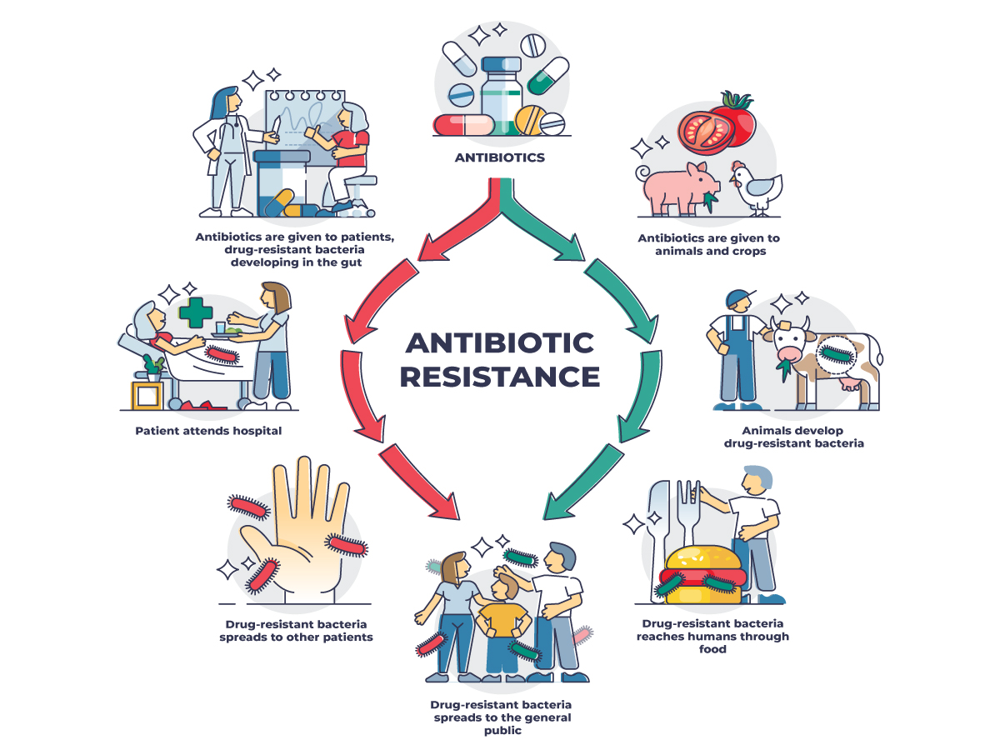 ANTIBIOTICS
Antibiotics are given to patients,
drug-resistant bacteria
developing in the gut
Antibiotics are given to
animals and crops
ANTIBIOTIC
RESISTANCE
Patient attends hospital
Animals develop
drug-resistant bacteria
Drug-resistant bacteria
spreads to other patients
Drug-resistant bacteria
reaches humans through
food
Drug-resistant bacteria
spreads to the general
public